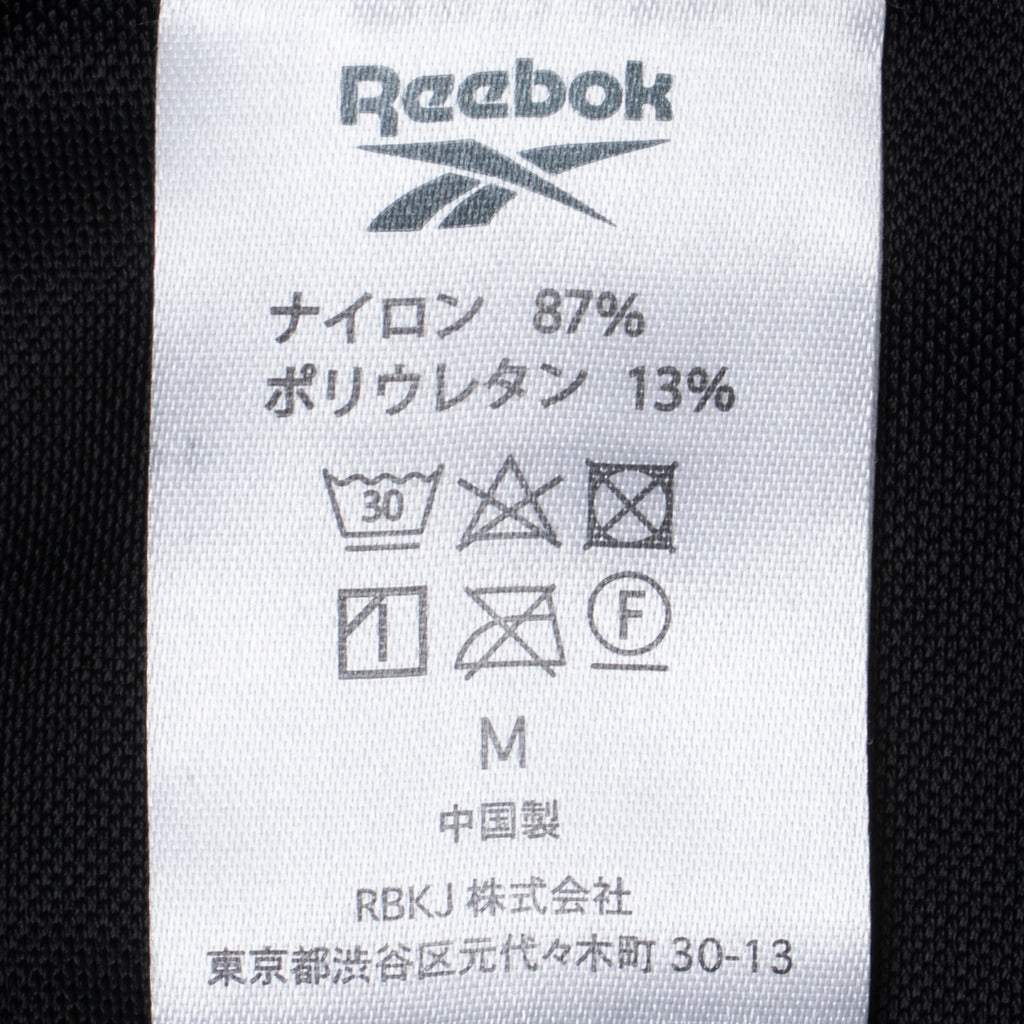 Reebok
ナイロン 87%
ポリウレタン 13%
30
F
M
中国製
RBKJ 株式会社
東京都渋谷区元代々木町 30-13